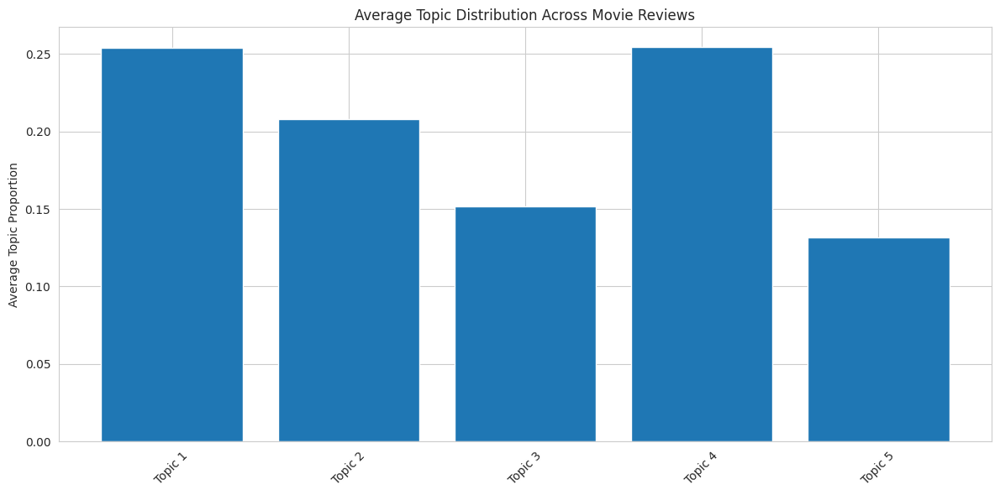 Average Topic Distribution Across Movie Reviews
Average Topic Proportion
0.25
0.20
0.15
0.10
0.05
0.00
Topic 1
Topic 2
Topic 3
Topic 4
Topic 5